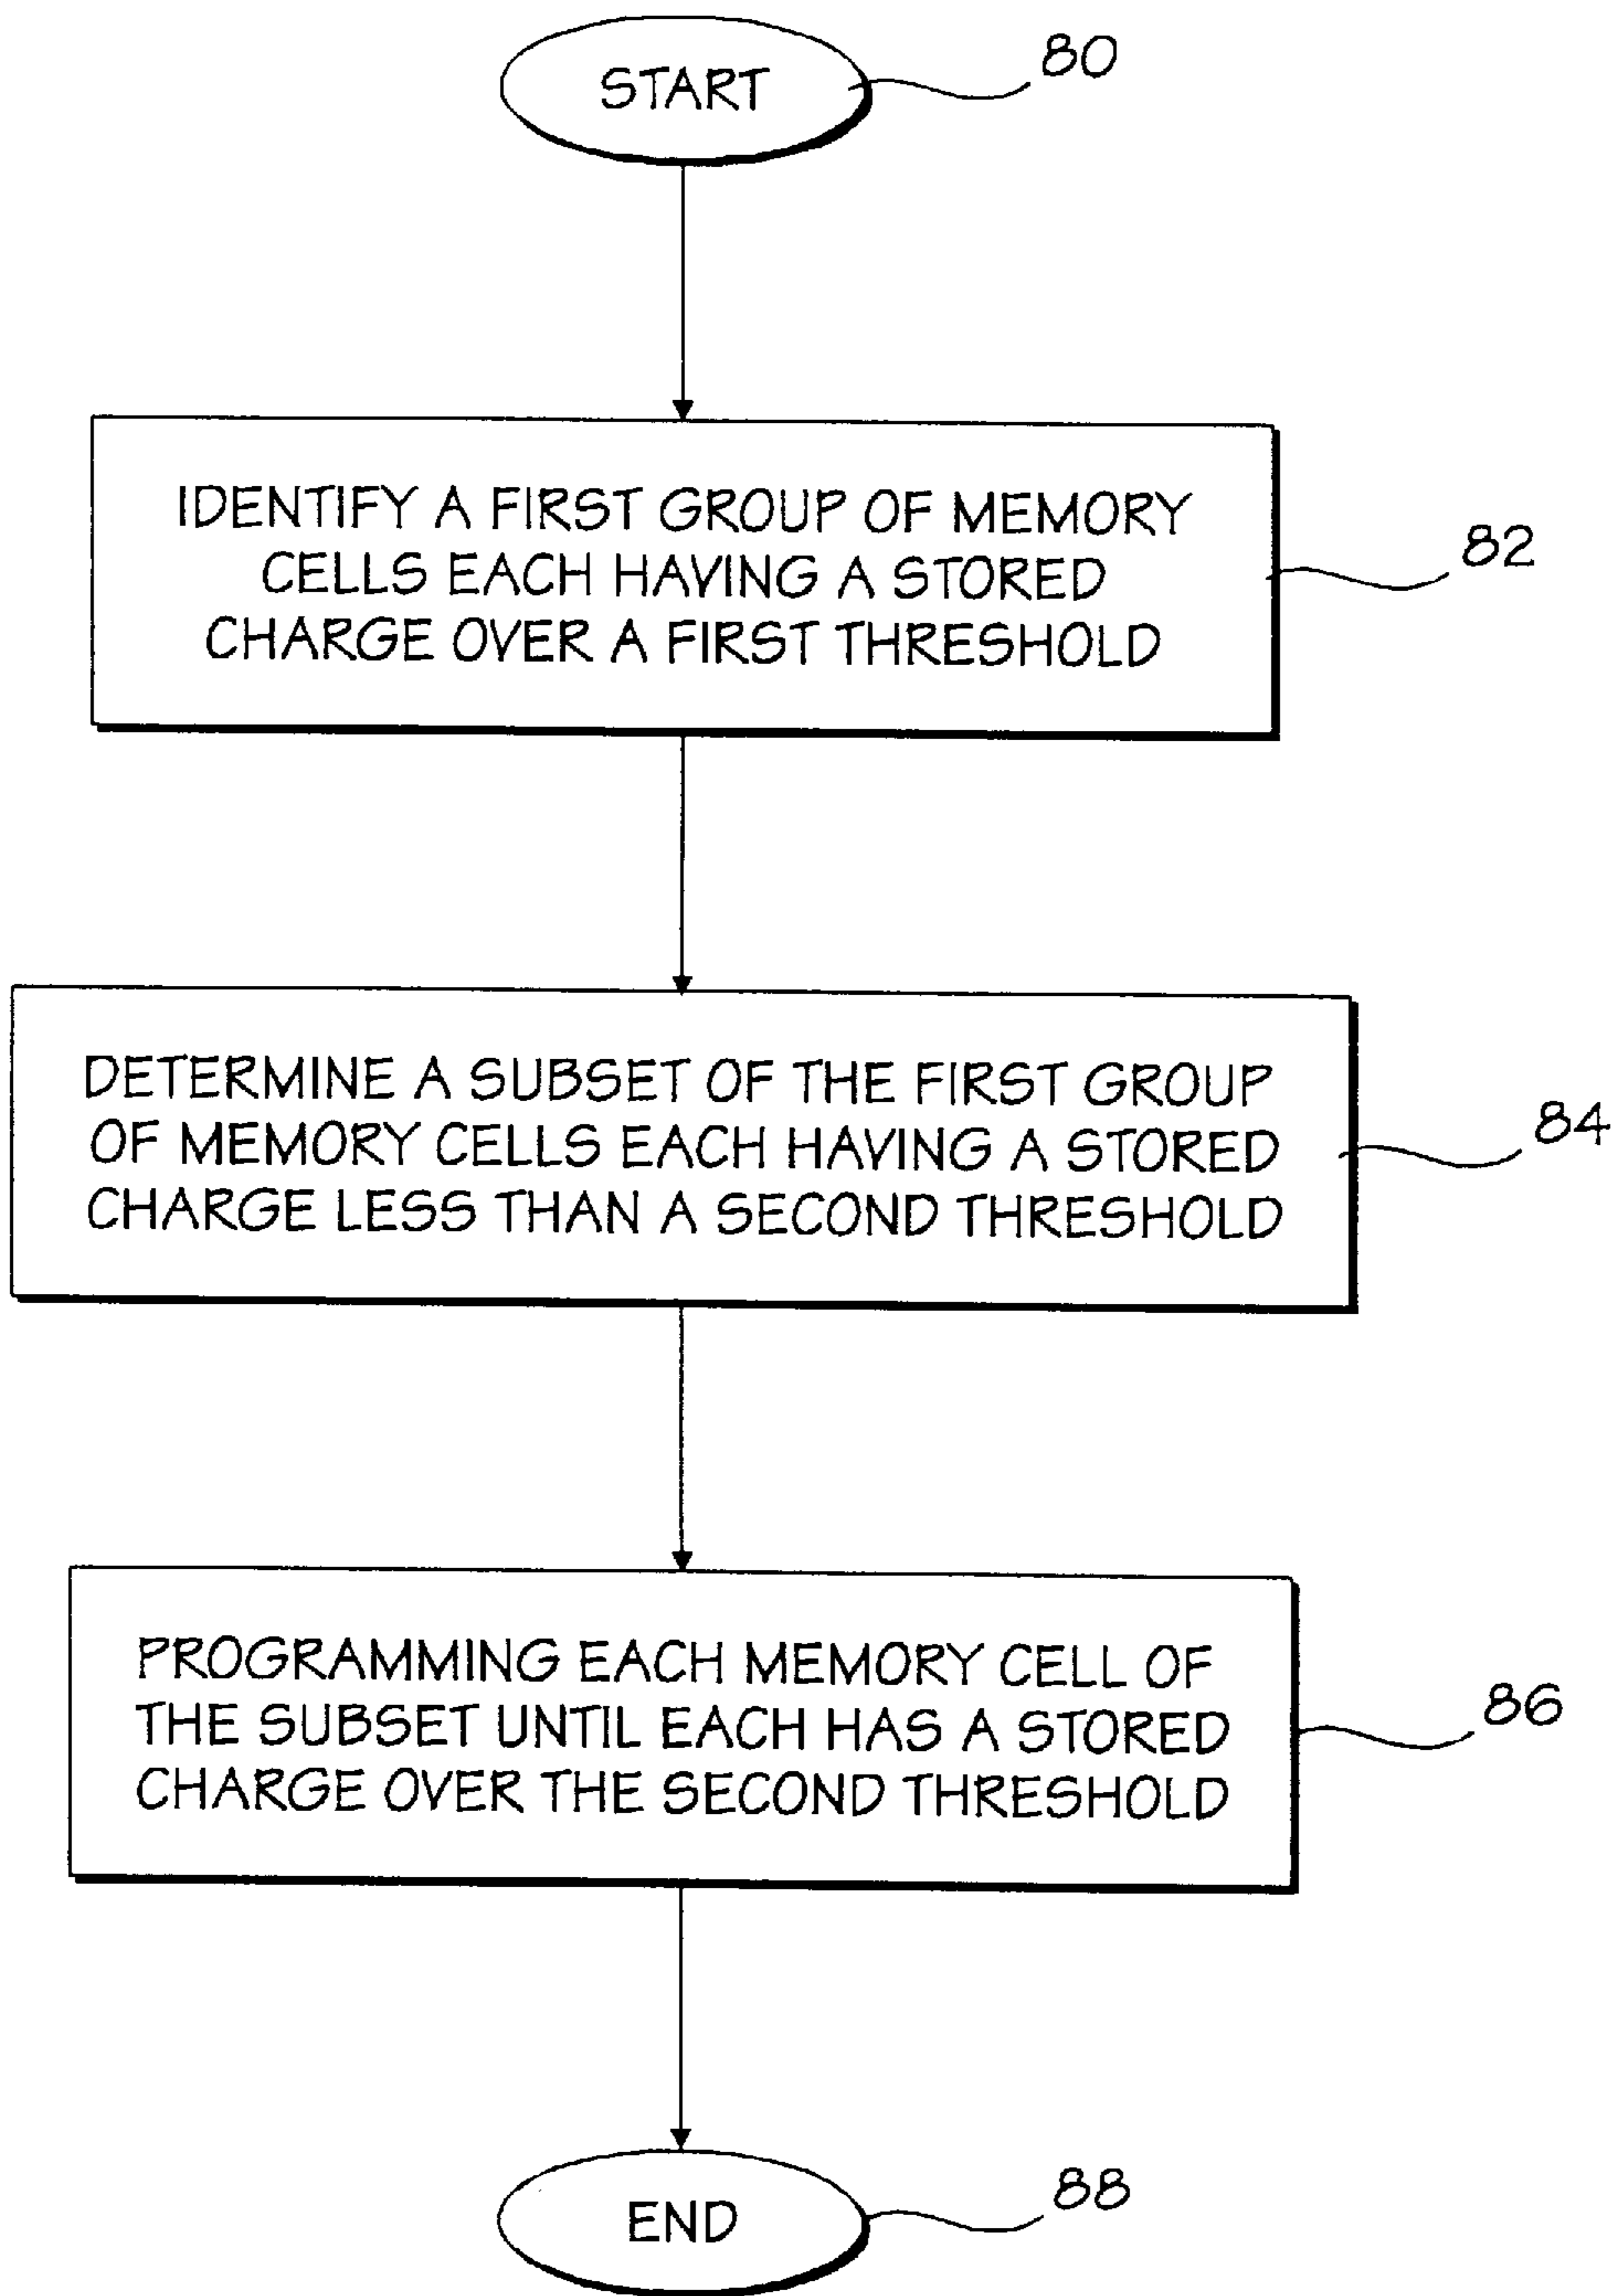 START
80
IDENTIFY A FIRST GROUP OF MEMORY
CELLS EACH HAVING A STORED
CHARGE OVER A FIRST THRESHOLD
82
DETERMINE A SUBSET OF THE FIRST GROUP
OF MEMORY CELLS EACH HAVING A STORED
CHARGE LESS THAN A SECOND THRESHOLD
84
PROGRAMMING EACH MEMORY CELL OF
THE SUBSET UNTIL EACH HAS A STORED
CHARGE OVER THE SECOND THRESHOLD
86
END
88